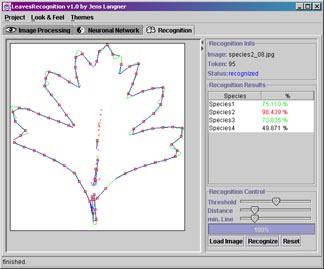 LeavesRecognition v1.0 by Jens Langner
Project Look & Feel Themes
Image Processing Neuronal Network Recognition
Recognition Info
Image: species2_08.jpg
Token: 95
Status: recognized
Recognition Results
Species %
Species1 75.110 %
Species2 98.439 %
Species3 73.035 %
Species4 49.871 %
Recognition Control
Threshold
Distance
min. Line
100%
Load Image Recognize Reset
finished.